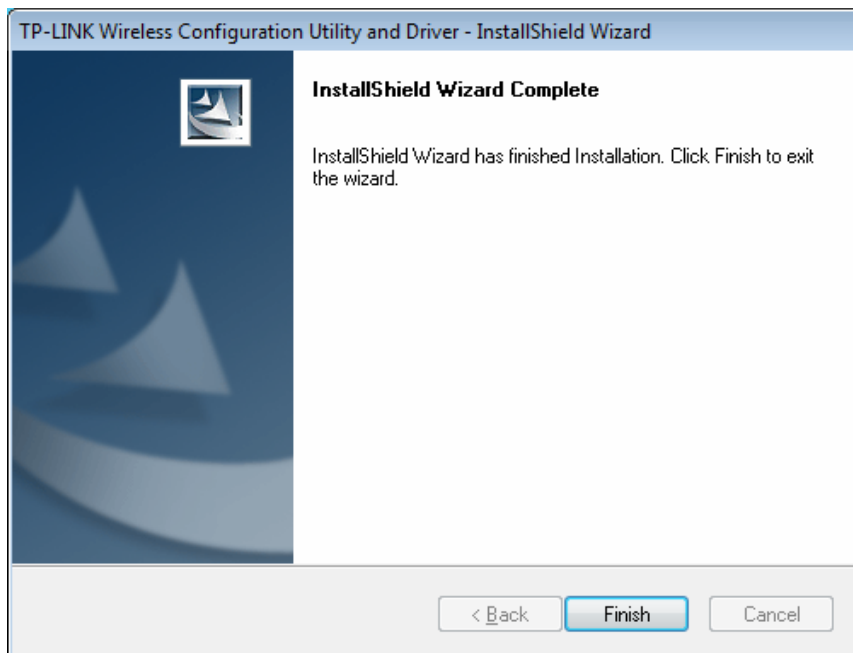 TP-LINK Wireless Configuration Utility and Driver - InstallShield Wizard
InstallShield Wizard Complete
InstallShield Wizard has finished Installation. Click Finish to exit
the wizard.
< Back
Finish
Cancel